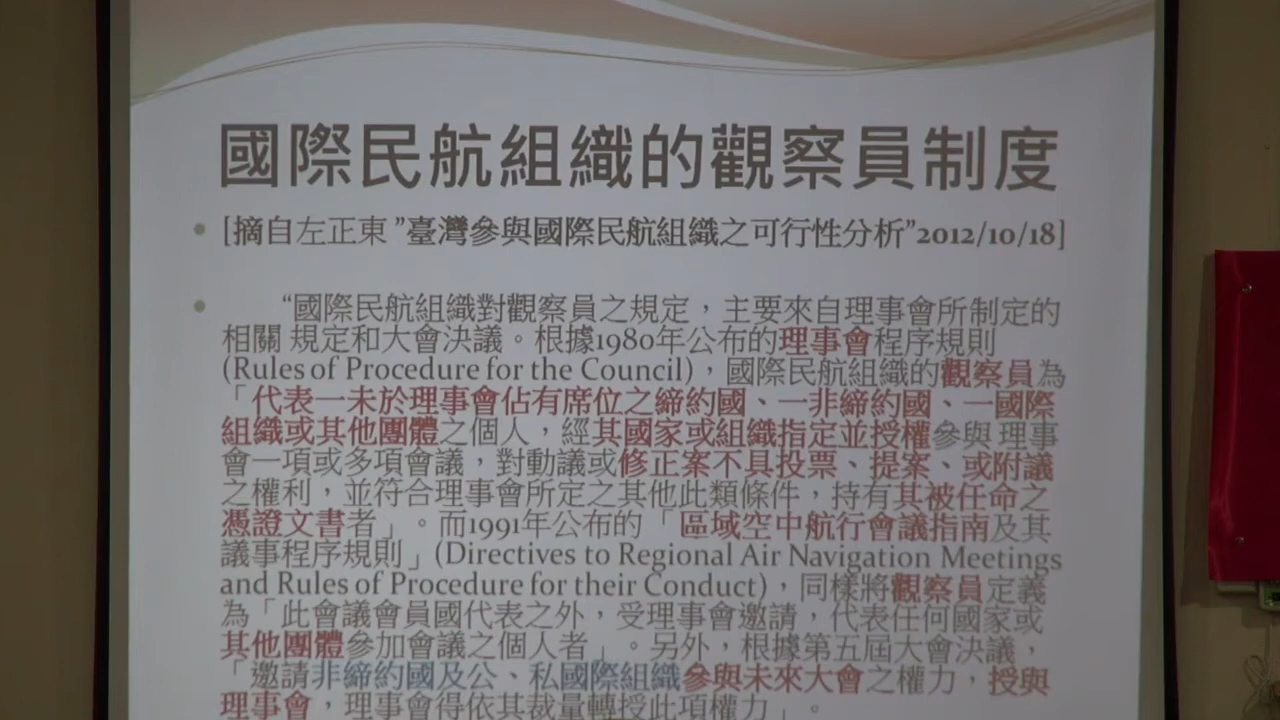 國際民航組織的觀察員制度
[摘自左正東 ”臺灣參與國際民航組織之可行性分析”2012/10/18]
“國際民航組織對觀察員之規定，主要來自理事會所制定的
相關 規定和大會決議。根據1980年公布的理事會程序規則
(Rules of Procedure for the Council)，國際民航組織的觀察員為
「代表一未於理事會佔有席位之締約國、一非締約國、一國際
組織或其他團體之個人，經其國家或組織指定並授權參與 理事
會一項或多項會議，對動議或修正案不具投票、提案、或附議
之權利，並符合理事會所定之其他此類條件，持有其被任命之
憑證文書者」。而1991年公布的「區域空中航行會議指南及其
議事程序規則」(Directives to Regional Air Navigation Meetings
and Rules of Procedure for their Conduct)，同樣將觀察員定義
為「此會議會員國代表之外，受理事會邀請，代表任何國家或
其他團體參加會議之個人者」。另外，根據第五屆大會決議，
「邀請非締約國及公、私國際組織參與未來大會之權力，授與
理事會，理事會得依其裁量轉授此項權力」。